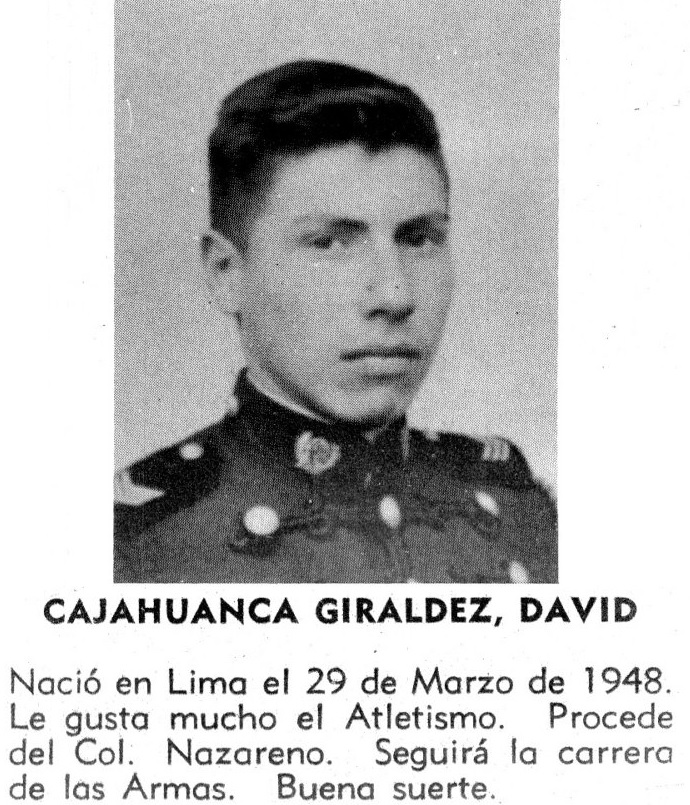 CAJAHUANCA GIRALDEZ, DAVID
Nació en Lima el 29 de Marzo de 1948.
Le gusta mucho el Atletismo. Procede
del Col. Nazareno. Seguirá la carrera
de las Armas. Buena suerte.